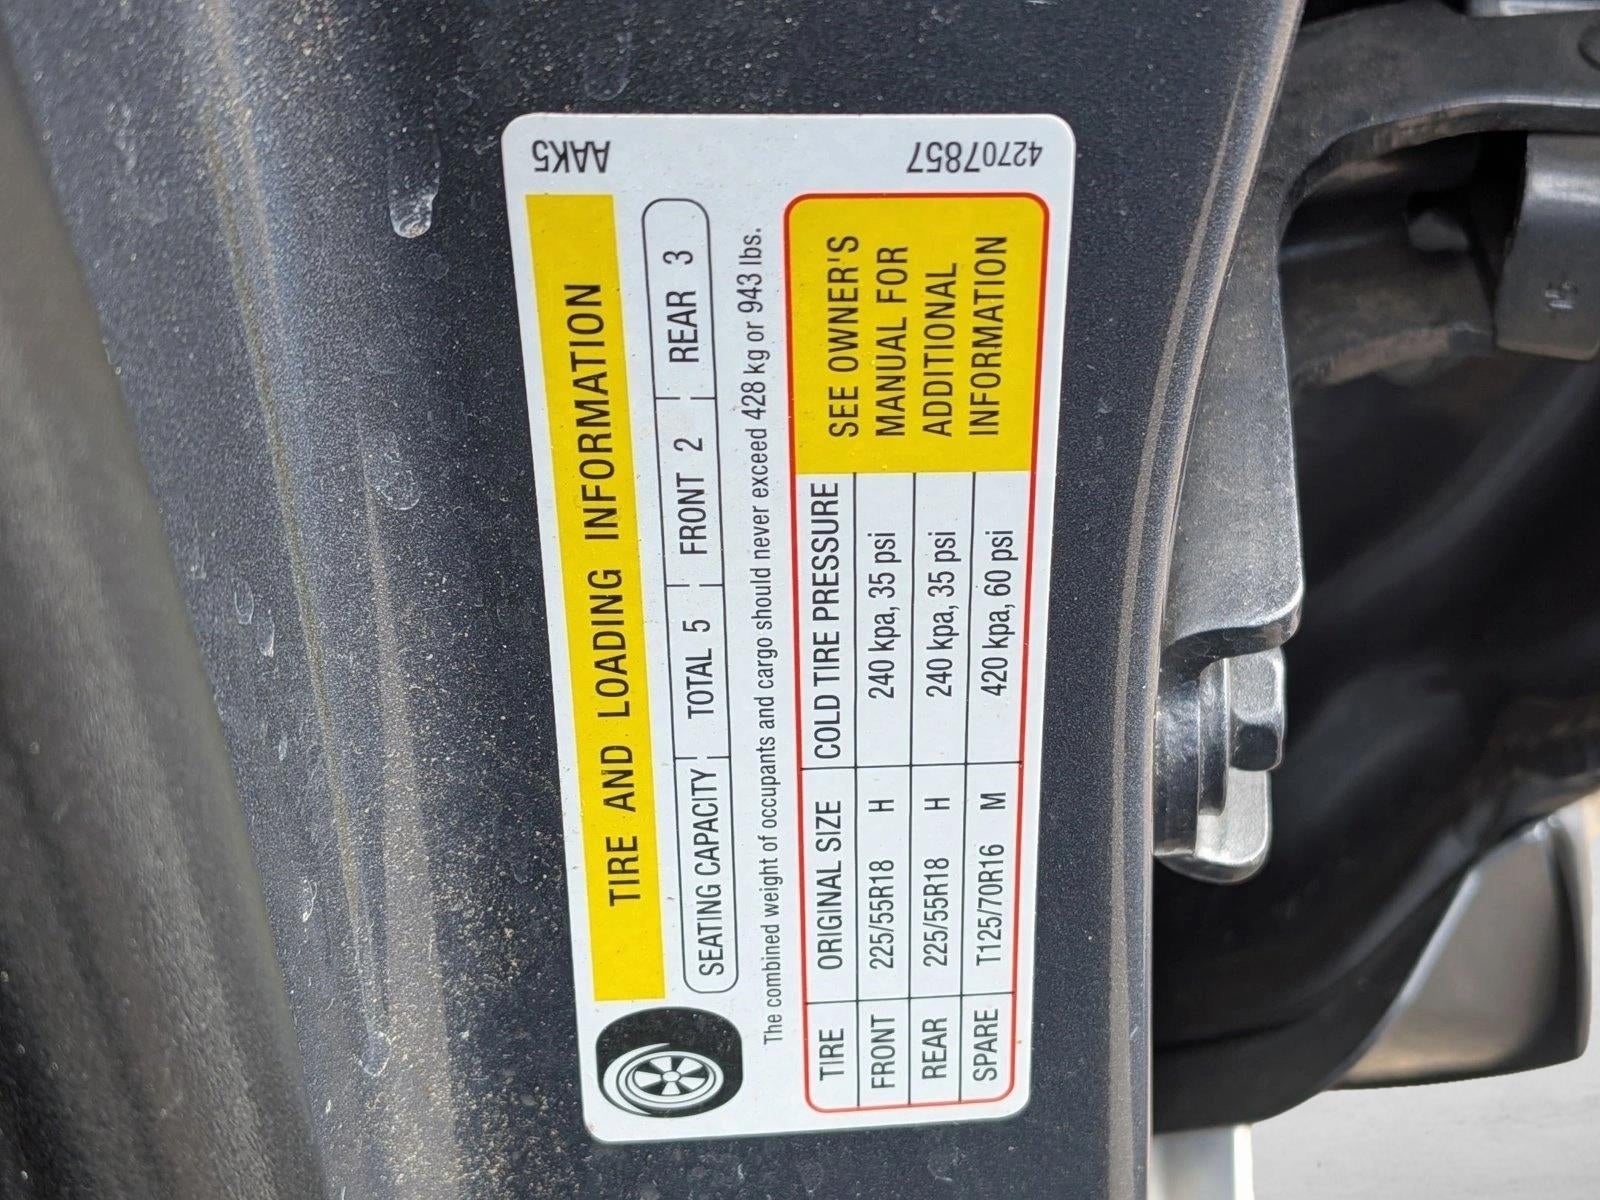 TIRE AND LOADING INFORMATION
SEATING CAPACITY TOTAL 5 FRONT 2 REAR 3
The combined weight of occupants and cargo should never exceed 428 kg or 943 lbs.
TIRE ORIGINAL SIZE COLD TIRE PRESSURE
FRONT 225/55R18 H 240 kpa, 35 psi
REAR 225/55R18 H 240 kpa, 35 psi
SPARE T125/70R16 M 420 kpa, 60 psi
SEE OWNER'S
MANUAL FOR
ADDITIONAL
INFORMATION
42707857
AAK5